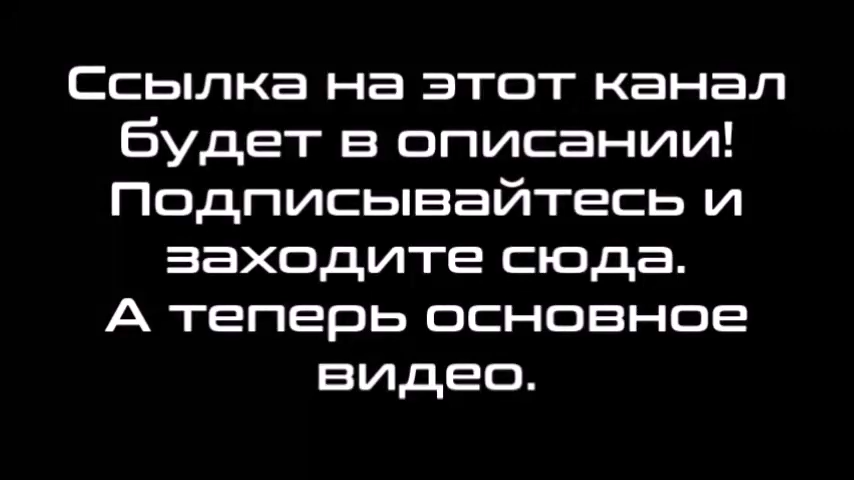 Ссылка на этот канал
будет в описании!
Подписывайтесь и
заходите сюда.
А теперь основное
видео.